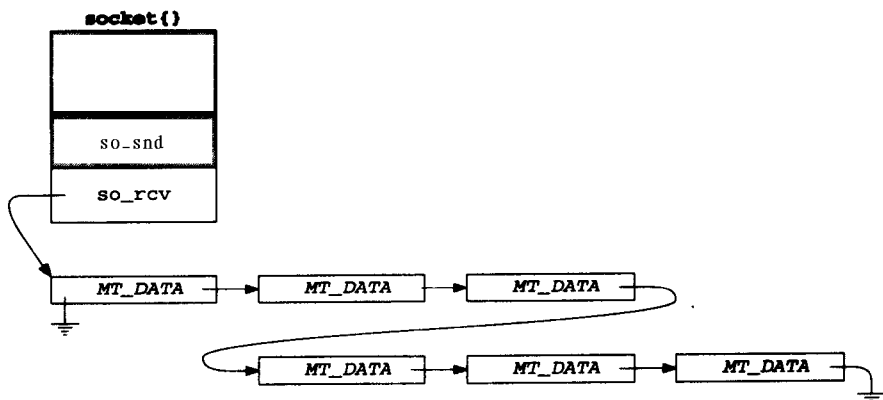 socket{}
so_snd
so_rcv
MT_DATA MT_DATA MT_DATA
MT_DATA MT_DATA MT_DATA